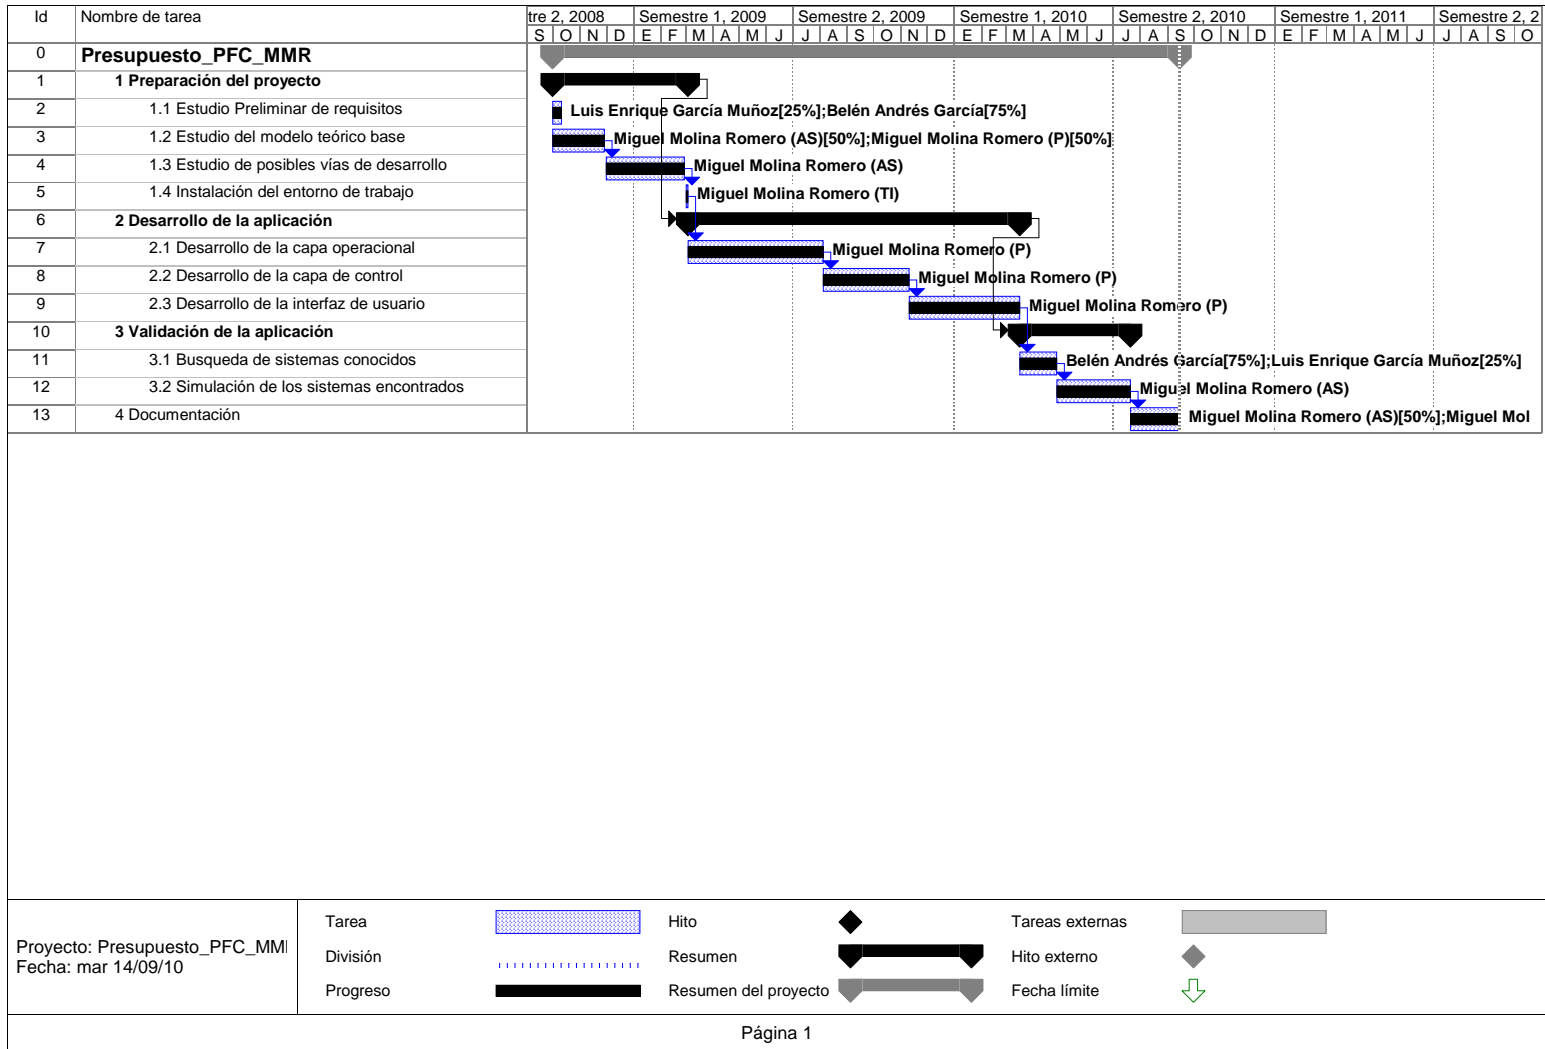 Id Nombre de tarea tre 2, 2008 Semestre 1, 2009 Semestre 2, 2009 Semestre 1, 2010 Semestre 2, 2010 Semestre 1, 2011 Semestre 2, 2
S O N D E F M A M J J A S O N D E F M A M J J A S O N D E F M A M J J A S O
0 Presupuesto_PFC_MMR
1 1 Preparación del proyecto
2 1.1 Estudio Preliminar de requisitos Luis Enrique García Muñoz[25%];Belén Andrés García[75%]
3 1.2 Estudio del modelo teórico base Miguel Molina Romero (AS)[50%];Miguel Molina Romero (P)[50%]
4 1.3 Estudio de posibles vías de desarrollo Miguel Molina Romero (AS)
5 1.4 Instalación del entorno de trabajo Miguel Molina Romero (TI)
6 2 Desarrollo de la aplicación
7 2.1 Desarrollo de la capa operacional Miguel Molina Romero (P)
8 2.2 Desarrollo de la capa de control Miguel Molina Romero (P)
9 2.3 Desarrollo de la interfaz de usuario Miguel Molina Romero (P)
10 3 Validación de la aplicación
11 3.1 Busqueda de sistemas conocidos Belén Andrés García[75%];Luis Enrique García Muñoz[25%]
12 3.2 Simulación de los sistemas encontrados Miguel Molina Romero (AS)
13 4 Documentación Miguel Molina Romero (AS)[50%];Miguel Mol
Proyecto: Presupuesto_PFC_MM
Fecha: mar 14/09/10
Tarea Hito Tareas externas
División Resumen Hito externo
Progreso Resumen del proyecto Fecha límite
Página 1